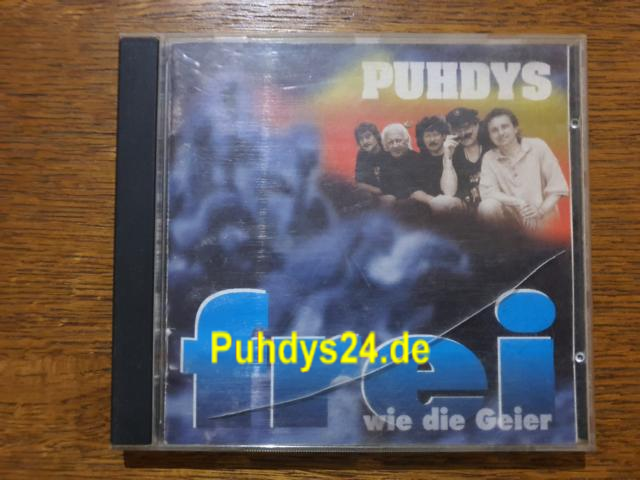 PUHDYS
frei
Puhdys24.de
wie die Geier